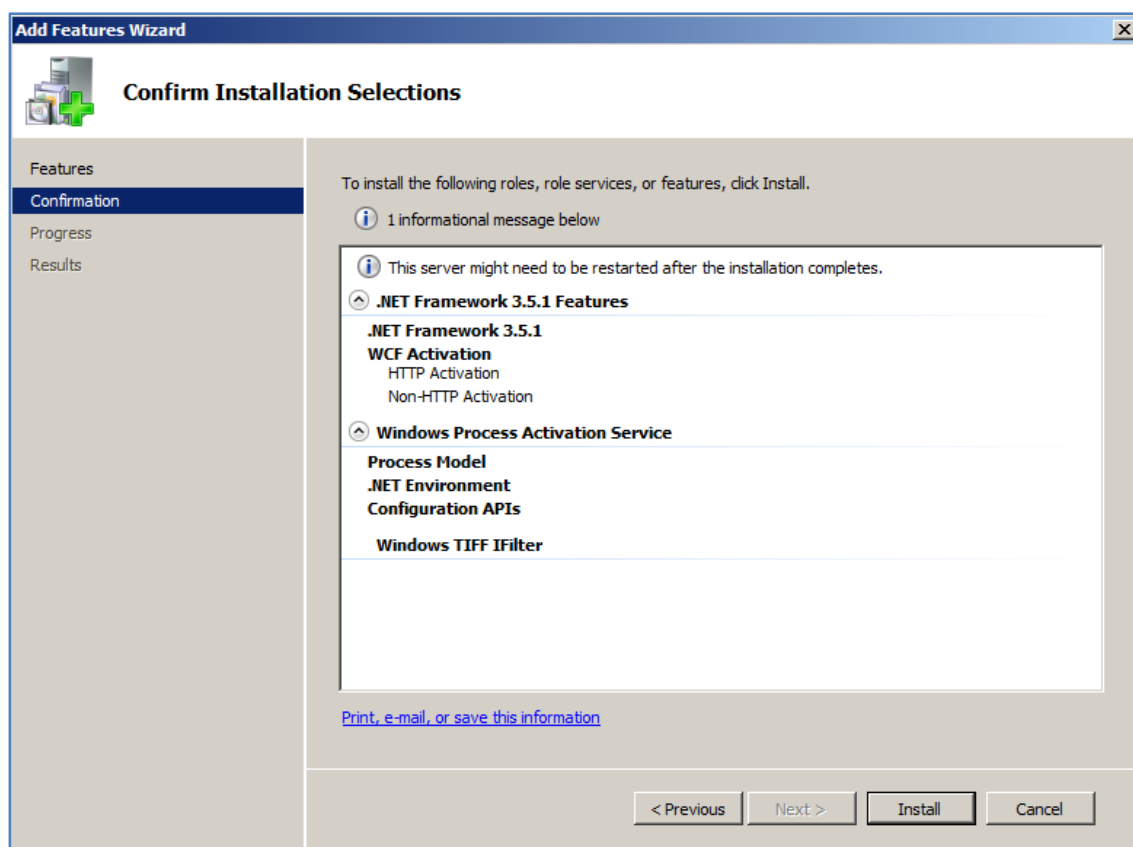 Add Features Wizard
Confirm Installation Selections
Features
Confirmation
Progress
Results
To install the following roles, role services, or features, click Install.
1 informational message below
This server might need to be restarted after the installation completes.
.NET Framework 3.5.1 Features
.NET Framework 3.5.1
WCF Activation
HTTP Activation
Non-HTTP Activation
Windows Process Activation Service
Process Model
.NET Environment
Configuration APIs
Windows TIFF IFilter
Print, e-mail, or save this information
< Previous
Next >
Install
Cancel